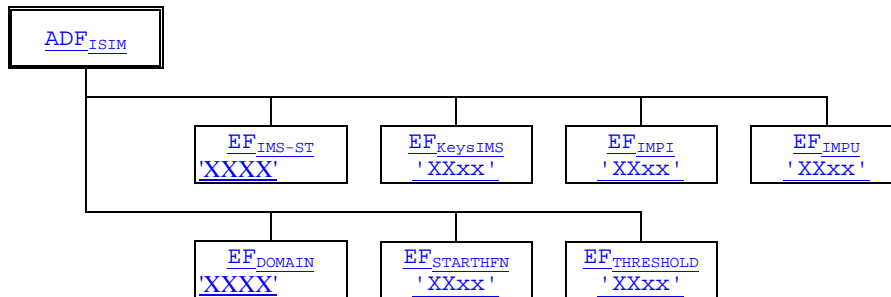 ADFISIM
EFIMS-ST EFKeysIMS EFIMPI EFIMPU
'XXXX' 'XXxx' 'XXxx' 'XXxx'
EFDOMAIN EFSTARTHFN EFTHRESHOLD
'XXXX' 'XXxx' 'XXxx'